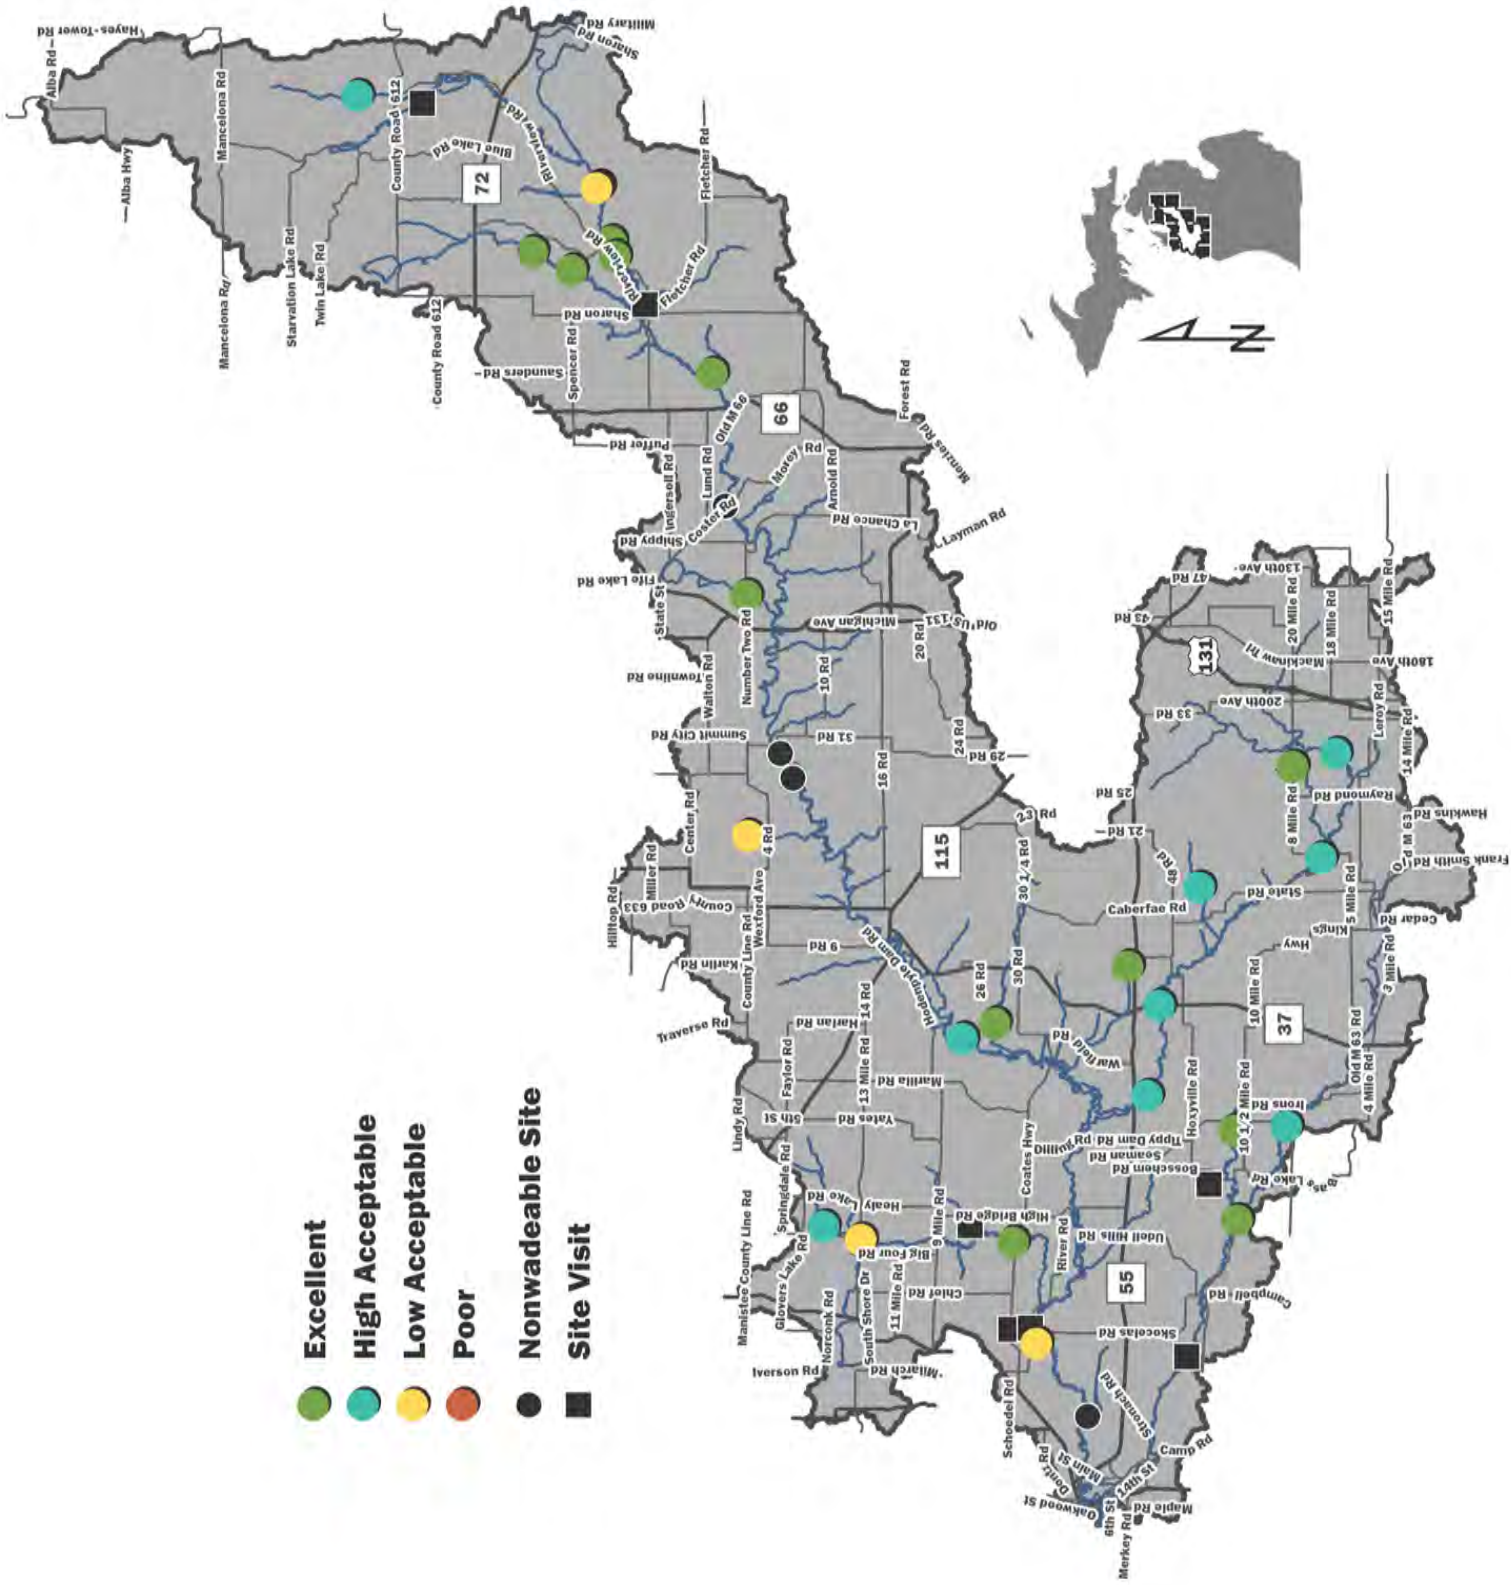 Excellent
High Acceptable
Low Acceptable
Poor
Nonwadeable Site
Site Visit
Alba Rd
Hayes-Tower Rd
Mancelona Rd
Alba Hwy
County Road 612
Military Rd
Sharon Rd
Riverview Rd
Blue Lake Rd
72
Riverview Rd
Fletcher Rd
Starvation Lake Rd
Twin Lake Rd
Mancelona Rd
County Road 612
Riverview Rd
Fletcher Rd
Sharon Rd
Spencer Rd
Saunders Rd
Old M 66
66
Forest Rd
Menzies Rd
Puffer Rd
Ingersoll Rd
Lund Rd
Morey Rd
Arnold Rd
Coster Rd
La Chance Rd
Layman Rd
Shippy Rd
Fife Lake Rd
State St
Number Two Rd
Michigan Ave
Old US 131
20 Rd
10 Rd
Townline Rd
Walton Rd
Summit City Rd
31 Rd
16 Rd
24 Rd
29 Rd
Center Rd
4 Rd
Miller Rd
Hilltop Rd
County Road 633
County Line Rd
Wexford Ave
Karlin Rd
9 Rd
Hodenpyle Dam Rd
115
23 Rd
30 1/4 Rd
25 Rd
21 Rd
48 Rd
Caberfae Rd
26 Rd
30 Rd
Traverse Rd
Harlan Rd
14 Rd
13 Mile Rd
Faylor Rd
Marilla Rd
Warfield Rd
Lindy Rd
5th St
Yates Rd
Coates Hwy
Dilling Rd
Tippy Dam Rd
Seaman Rd
Bosschem Rd
Hoxyville Rd
Manistee County Line Rd
Springdale Rd
Healy Lake Rd
Glovers Lake Rd
Big Four Rd
9 Mile Rd
High Bridge Rd
River Rd
Udell Hills Rd
Norconk Rd
South Shore Dr
11 Mile Rd
Chief Rd
55
Campbell Rd
Skocelas Rd
Iverson Rd
Milarch Rd
Schoedel Rd
Stronach Rd
Dontz Rd
Main St
Camp Rd
14th St
Oakwood St
6th St
Maple Rd
Merkey Rd
47 Rd
130th Ave
43 Rd
20 Mile Rd
18 Mile Rd
15 Mile Rd
131
Mackinaw Trl
180th Ave
33 Rd
200th Ave
Leroy Rd
14 Mile Rd
8 Mile Rd
Raymond Rd
Hawkins Rd
Old M 63
Frank Smith Rd
State Rd
5 Mile Rd
Cedar Rd
Kings Hwy
3 Mile Rd
10 Mile Rd
37
Old M 63 Rd
4 Mile Rd
10 1/2 Mile Rd
Irons Rd
Bass Lake Rd
N